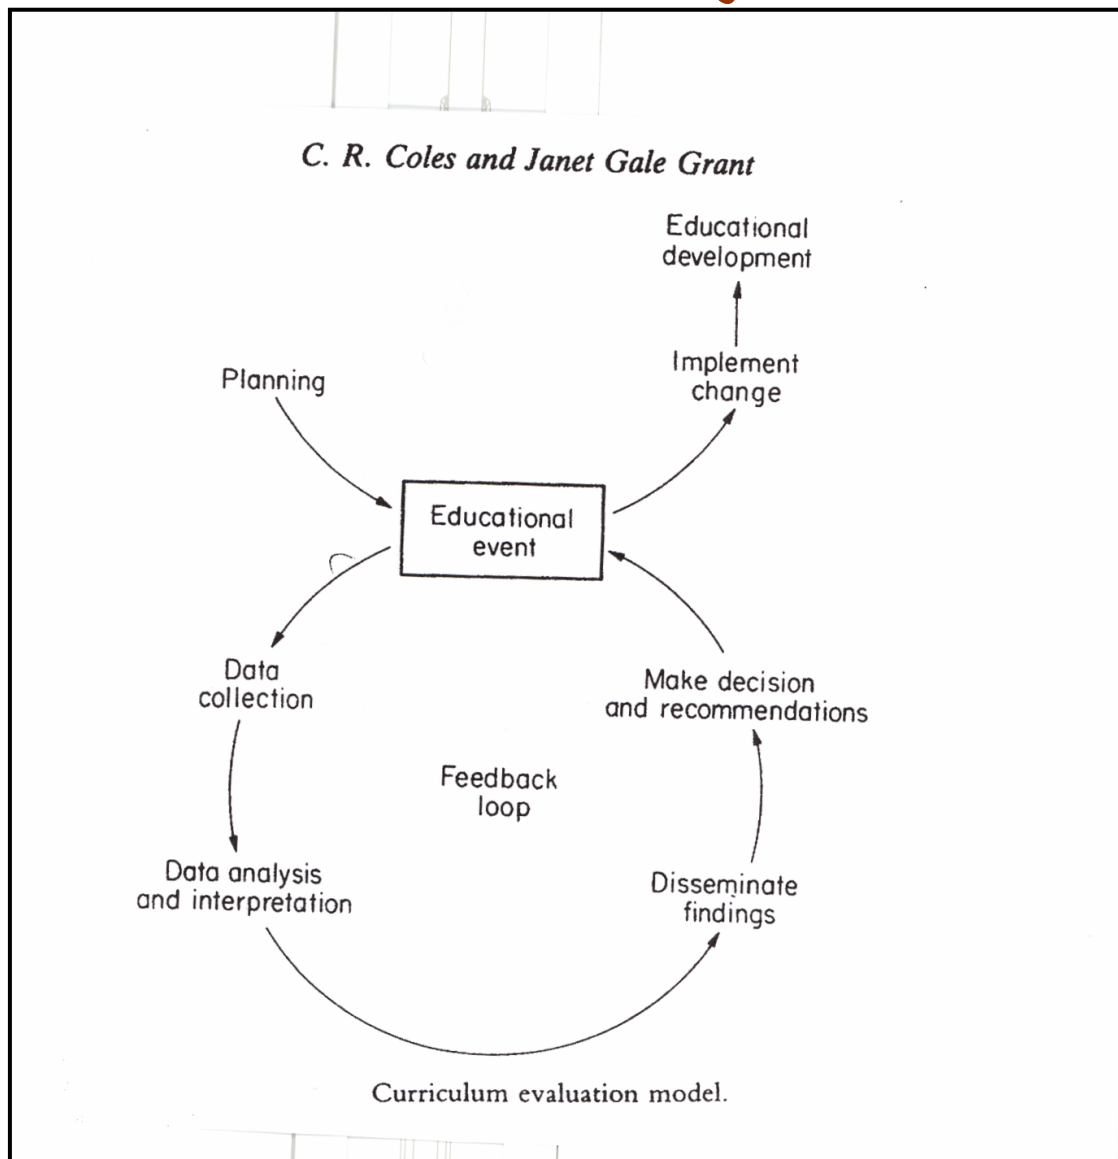 C. R. Coles and Janet Gale Grant
Educational
development
Implement
change
Planning
Educational
event
Data
collection
Make decision
and recommendations
Feedback
loop
Data analysis
and interpretation
Disseminate
findings
Curriculum evaluation model.